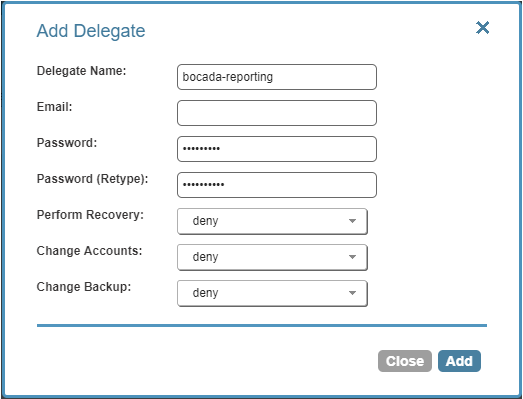 Add Delegate
Delegate Name: bocada-reporting
Email:
Password: •••••••••
Password (Retype): ••••••••••
Perform Recovery: deny
Change Accounts: deny
Change Backup: deny
Close Add